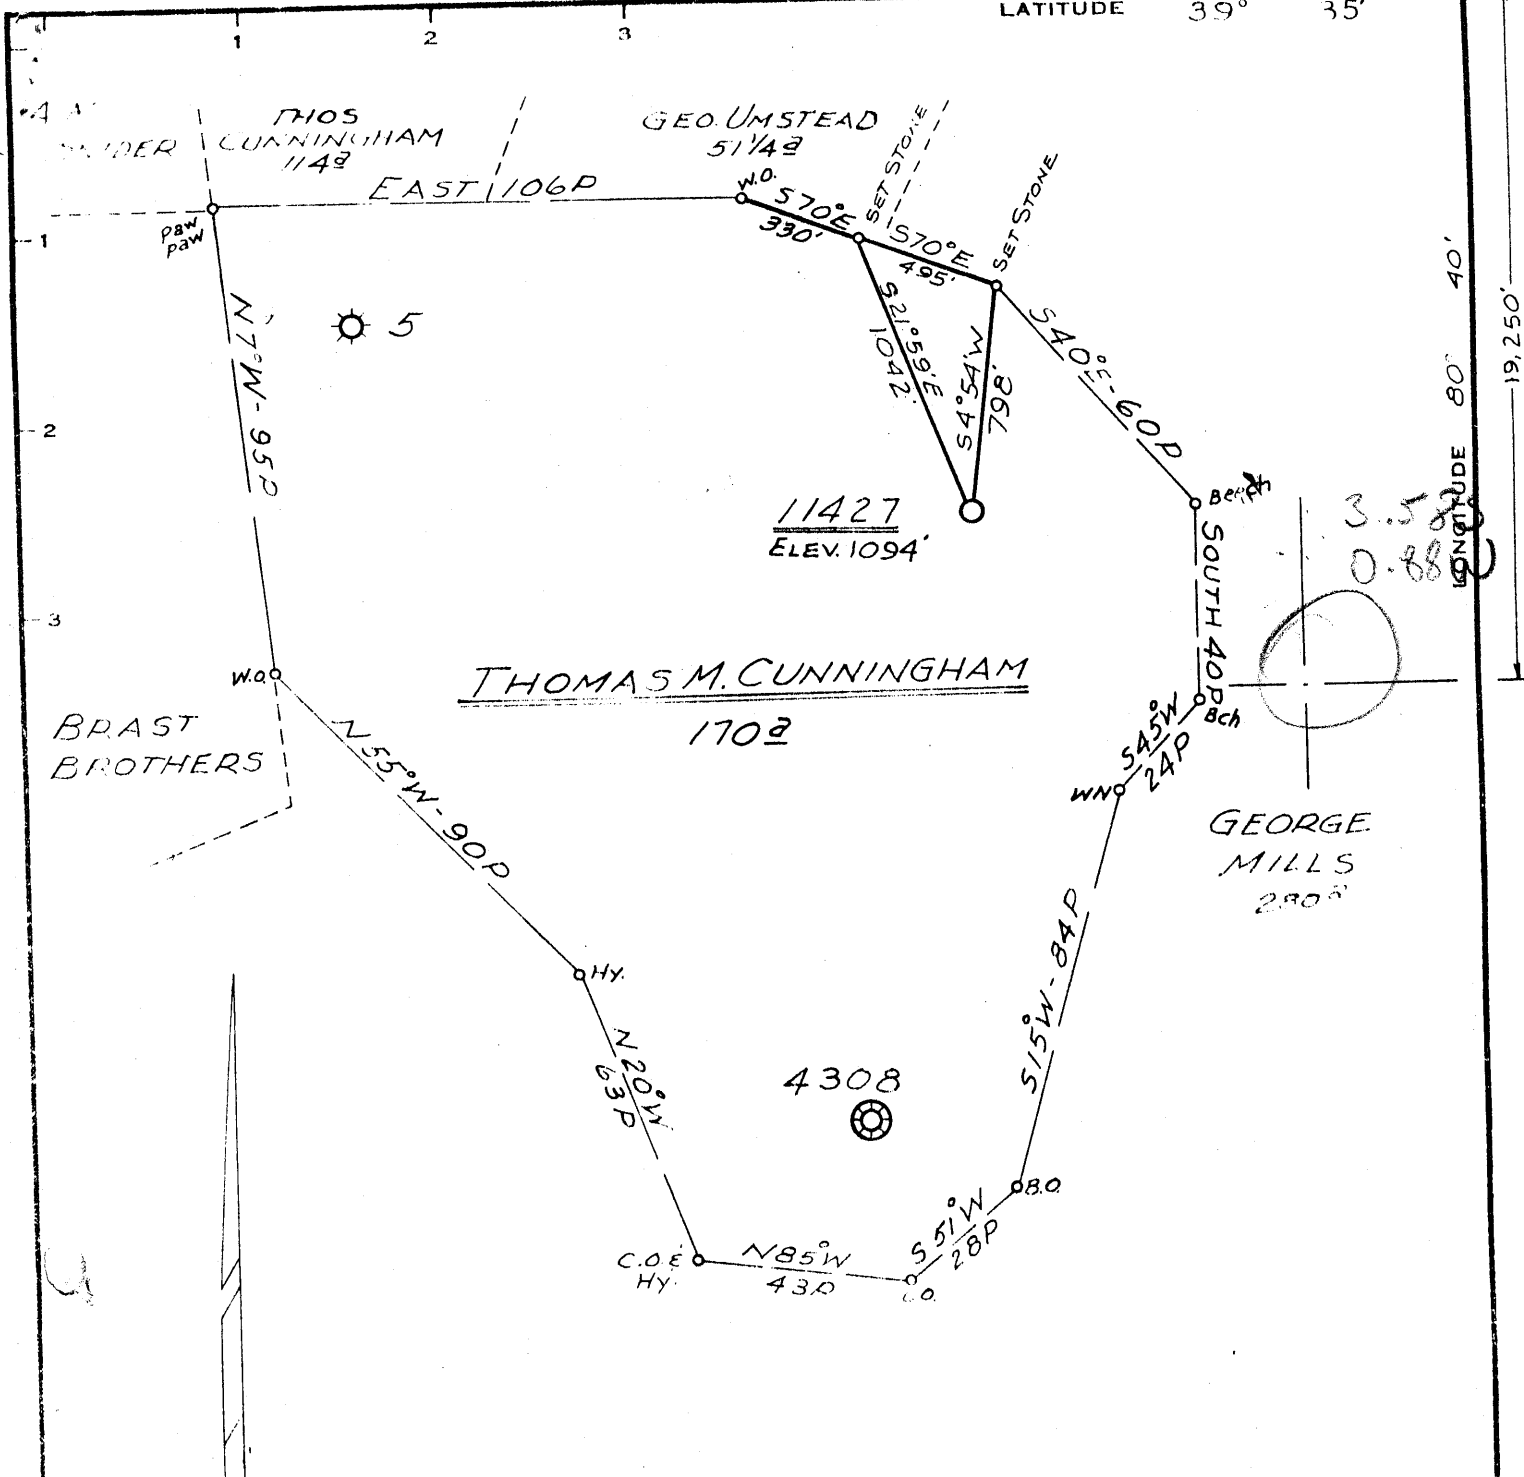 LATITUDE 39° 35'
1 2 3
THOS
CUNNINGHAM
114a
GEO. UMSTEAD
51 1/4 a
SET STONE
SET STONE
EAST 106P
W.O.
S70°E
330'
S70°E
495'
paw
paw
1
N7°W-95P
5
S21°59'E
1042'
S4°54'W
798'
S40°E-60P
LONGITUDE 80° 40'
19,250'
2
11427
ELEV. 1094'
Beech
SOUTH 40P
3
W.O.
THOMAS M. CUNNINGHAM
170a
Bch
BRAST
BROTHERS
N55°W-90P
S45°W
24P
WN
GEORGE
MILLS
Hy.
S15°W-84P
N20°W
63P
4308
B.O.
S51°W
28P
C.O. &
Hy.
N85°W
43P